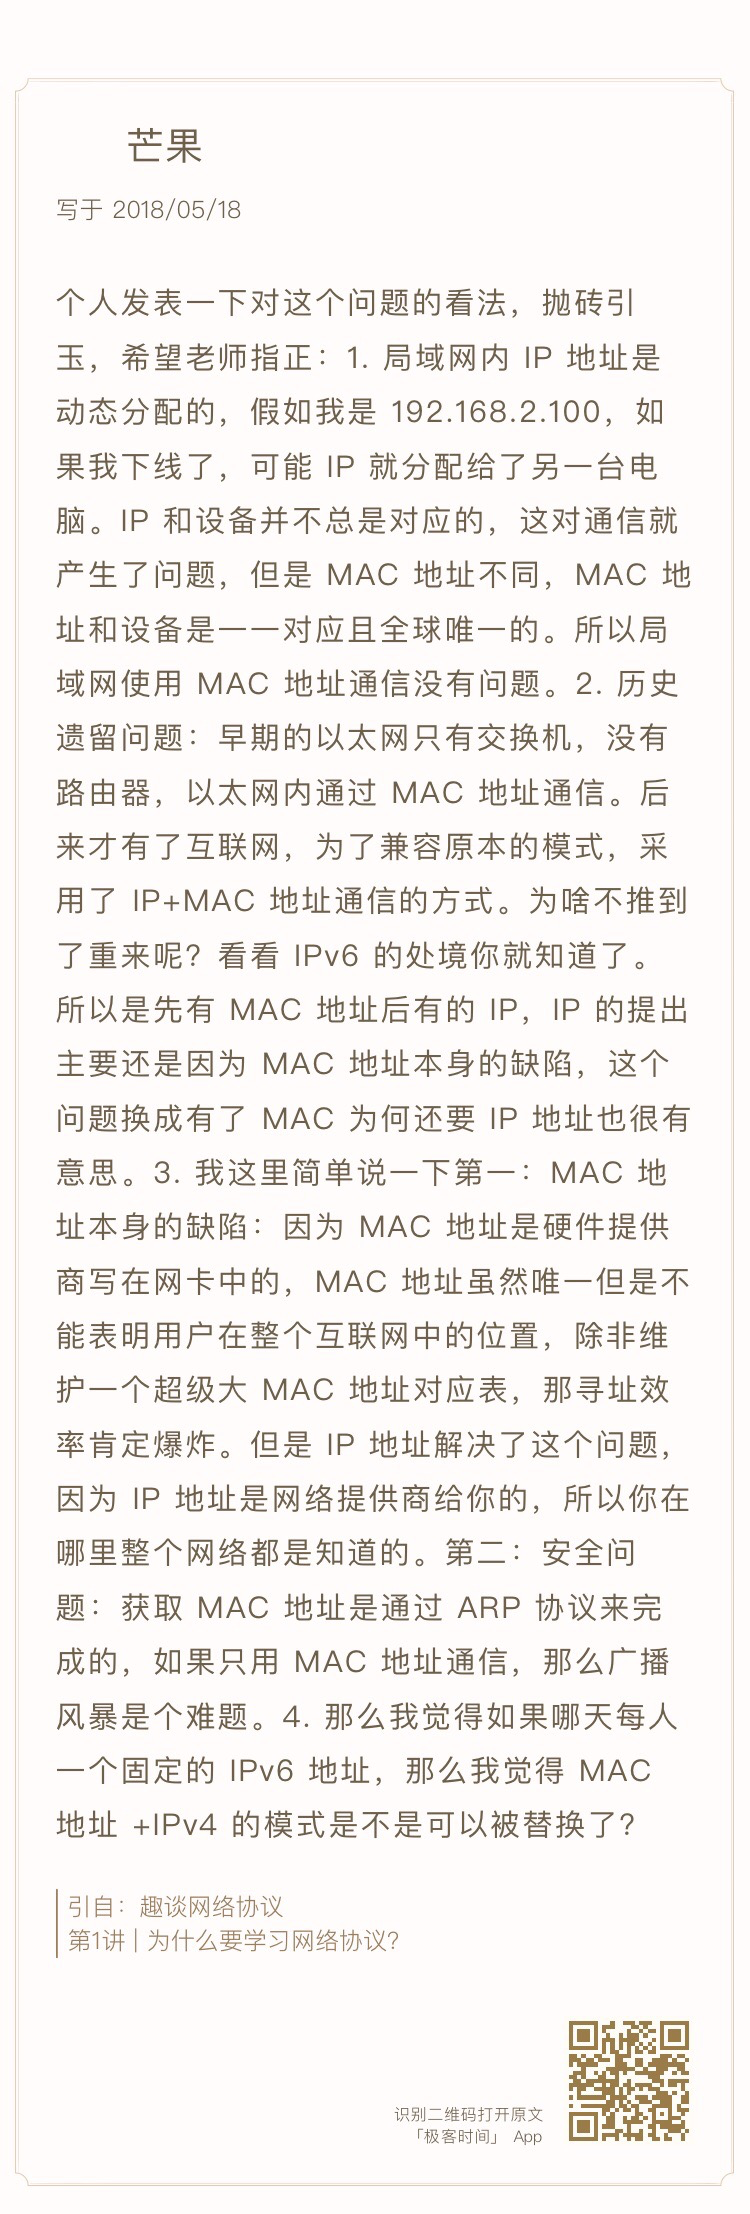 芒果
写于 2018/05/18
个人发表一下对这个问题的看法，抛砖引
玉，希望老师指正：1. 局域网内 IP 地址是
动态分配的，假如我是 192.168.2.100，如
果我下线了，可能 IP 就分配给了另一台电
脑。IP 和设备并不总是对应的，这对通信就
产生了问题，但是 MAC 地址不同，MAC 地
址和设备是一一对应且全球唯一的。所以局
域网使用 MAC 地址通信没有问题。2. 历史
遗留问题：早期的以太网只有交换机，没有
路由器，以太网内通过 MAC 地址通信。后
来才有了互联网，为了兼容原本的模式，采
用了 IP+MAC 地址通信的方式。为啥不推到
了重来呢？看看 IPv6 的处境你就知道了。
所以是先有 MAC 地址后有的 IP，IP 的提出
主要还是因为 MAC 地址本身的缺陷，这个
问题换成有了 MAC 为何还要 IP 地址也很有
意思。3. 我这里简单说一下第一：MAC 地
址本身的缺陷：因为 MAC 地址是硬件提供
商写在网卡中的，MAC 地址虽然唯一但是不
能表明用户在整个互联网中的位置，除非维
护一个超级大 MAC 地址对应表，那寻址效
率肯定爆炸。但是 IP 地址解决了这个问题，
因为 IP 地址是网络提供商给你的，所以你在
哪里整个网络都是知道的。第二：安全问
题：获取 MAC 地址是通过 ARP 协议来完
成的，如果只用 MAC 地址通信，那么广播
风暴是个难题。4. 那么我觉得如果哪天每人
一个固定的 IPv6 地址，那么我觉得 MAC
地址 +IPv4 的模式是不是可以被替换了？
引自：趣谈网络协议
第1讲 | 为什么要学习网络协议？
识别二维码打开原文
「极客时间」 App